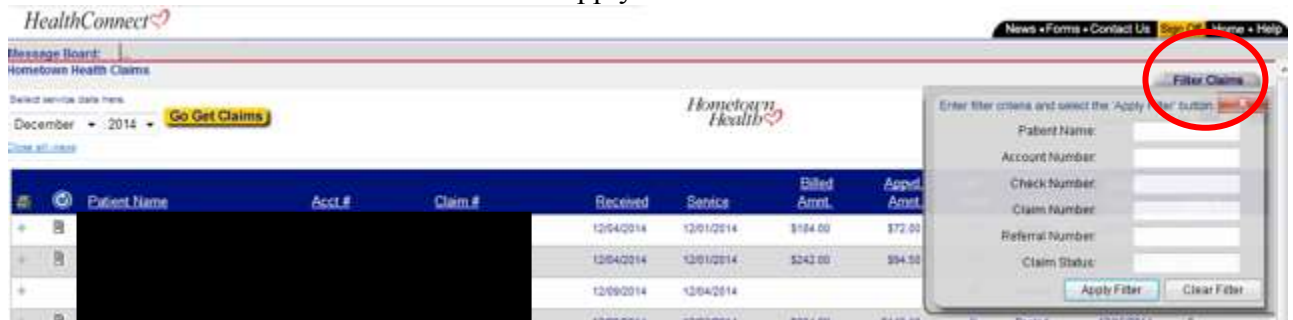 HealthConnect
News • Forms • Contact Us Sign Off Home • Help
Message Board:
Hometown Health Claims
Filter Claims
Select service date here.
December 2014 Go Get Claims
Hometown
Health
Enter filter criteria and select the 'Apply Filter' button.
Patient Name:
Account Number:
Check Number:
Claim Number:
Referral Number:
Claim Status:
Apply Filter Clear Filter
Patient Name Acct.# Claim # Received Service Billed Amnt. Appvd. Amnt.
12/04/2014 12/01/2014 $184.00 $72.00
12/04/2014 12/01/2014 $242.00 $94.50
12/09/2014 12/04/2014